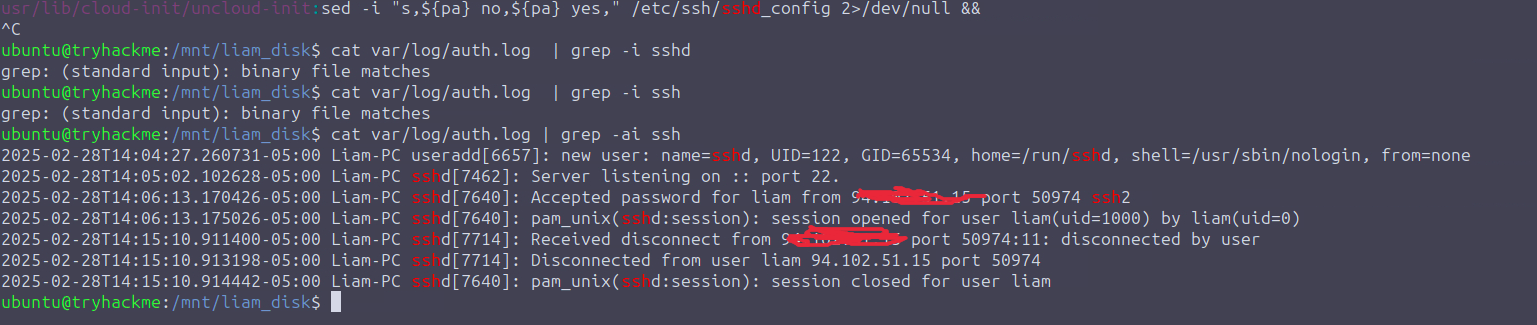 usr/lib/cloud-init/uncloud-init:sed -i "s,${pa} no,${pa} yes," /etc/ssh/sshd_config 2>/dev/null &&
^C
ubuntu@tryhackme:/mnt/liam_disk$ cat var/log/auth.log  | grep -i sshd
grep: (standard input): binary file matches
ubuntu@tryhackme:/mnt/liam_disk$ cat var/log/auth.log  | grep -i ssh
grep: (standard input): binary file matches
ubuntu@tryhackme:/mnt/liam_disk$ cat var/log/auth.log | grep -ai ssh
2025-02-28T14:04:27.260731-05:00 Liam-PC useradd[6657]: new user: name=sshd, UID=122, GID=65534, home=/run/sshd, shell=/usr/sbin/nologin, from=none
2025-02-28T14:05:02.102628-05:00 Liam-PC sshd[7462]: Server listening on :: port 22.
2025-02-28T14:06:13.170426-05:00 Liam-PC sshd[7640]: Accepted password for liam from port 50974 ssh2
2025-02-28T14:06:13.175026-05:00 Liam-PC sshd[7640]: pam_unix(sshd:session): session opened for user liam(uid=1000) by liam(uid=0)
2025-02-28T14:15:10.911400-05:00 Liam-PC sshd[7714]: Received disconnect from port 50974:11: disconnected by user
2025-02-28T14:15:10.913198-05:00 Liam-PC sshd[7714]: Disconnected from user liam 94.102.51.15 port 50974
2025-02-28T14:15:10.914442-05:00 Liam-PC sshd[7640]: pam_unix(sshd:session): session closed for user liam
ubuntu@tryhackme:/mnt/liam_disk$